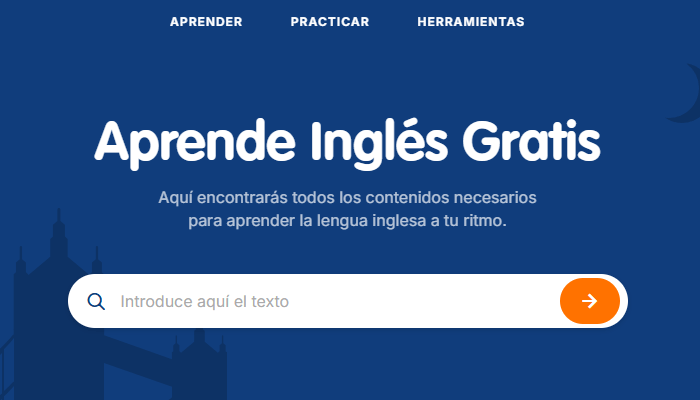 APRENDER PRACTICAR HERRAMIENTAS
Aprende Inglés Gratis
Aquí encontrarás todos los contenidos necesarios
para aprender la lengua inglesa a tu ritmo.
Introduce aquí el texto